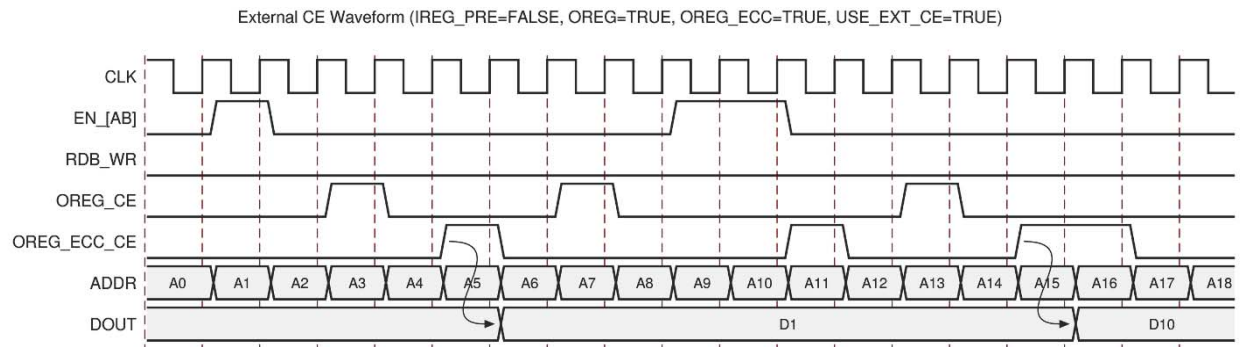 External CE Waveform (IREG_PRE=FALSE, OREG=TRUE, OREG_ECC=TRUE, USE_EXT_CE=TRUE)
CLK
EN_[AB]
RDB_WR
OREG_CE
OREG_ECC_CE
ADDR A0 A1 A2 A3 A4 A5 A6 A7 A8 A9 A10 A11 A12 A13 A14 A15 A16 A17 A18
DOUT D1 D10